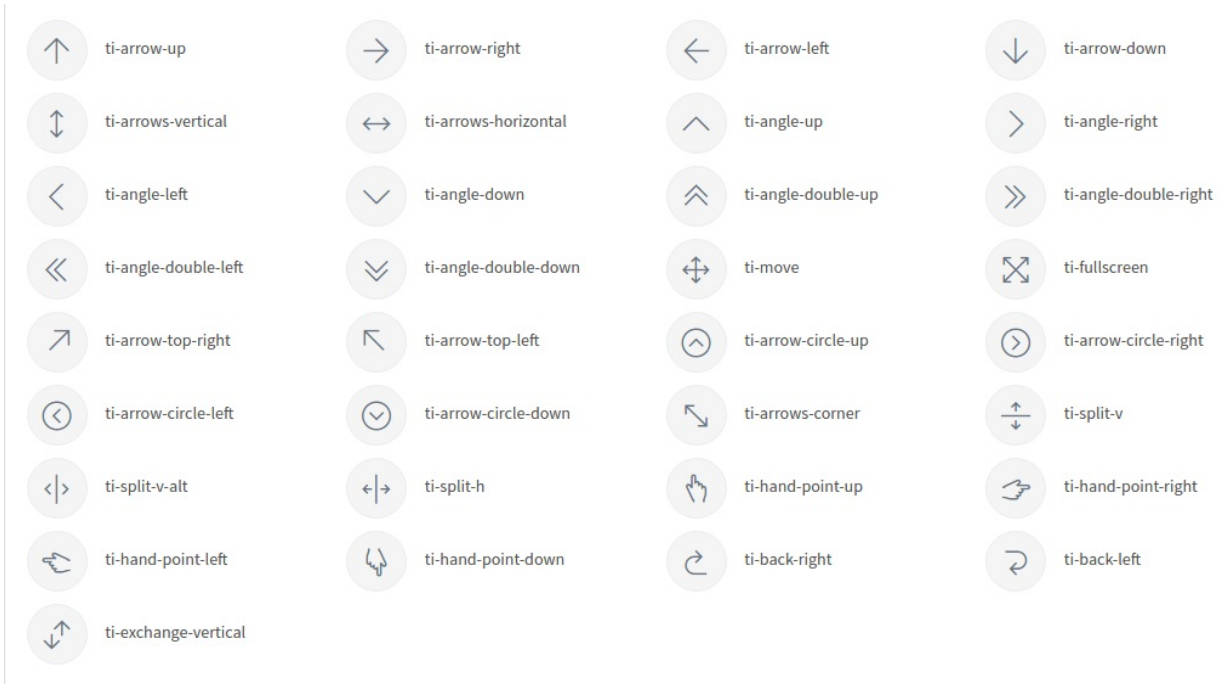 ti-arrow-up ti-arrow-right ti-arrow-left ti-arrow-down
ti-arrows-vertical ti-arrows-horizontal ti-angle-up ti-angle-right
ti-angle-left ti-angle-down ti-angle-double-up ti-angle-double-right
ti-angle-double-left ti-angle-double-down ti-move ti-fullscreen
ti-arrow-top-right ti-arrow-top-left ti-arrow-circle-up ti-arrow-circle-right
ti-arrow-circle-left ti-arrow-circle-down ti-arrows-corner ti-split-v
ti-split-v-alt ti-split-h ti-hand-point-up ti-hand-point-right
ti-hand-point-left ti-hand-point-down ti-back-right ti-back-left
ti-exchange-vertical